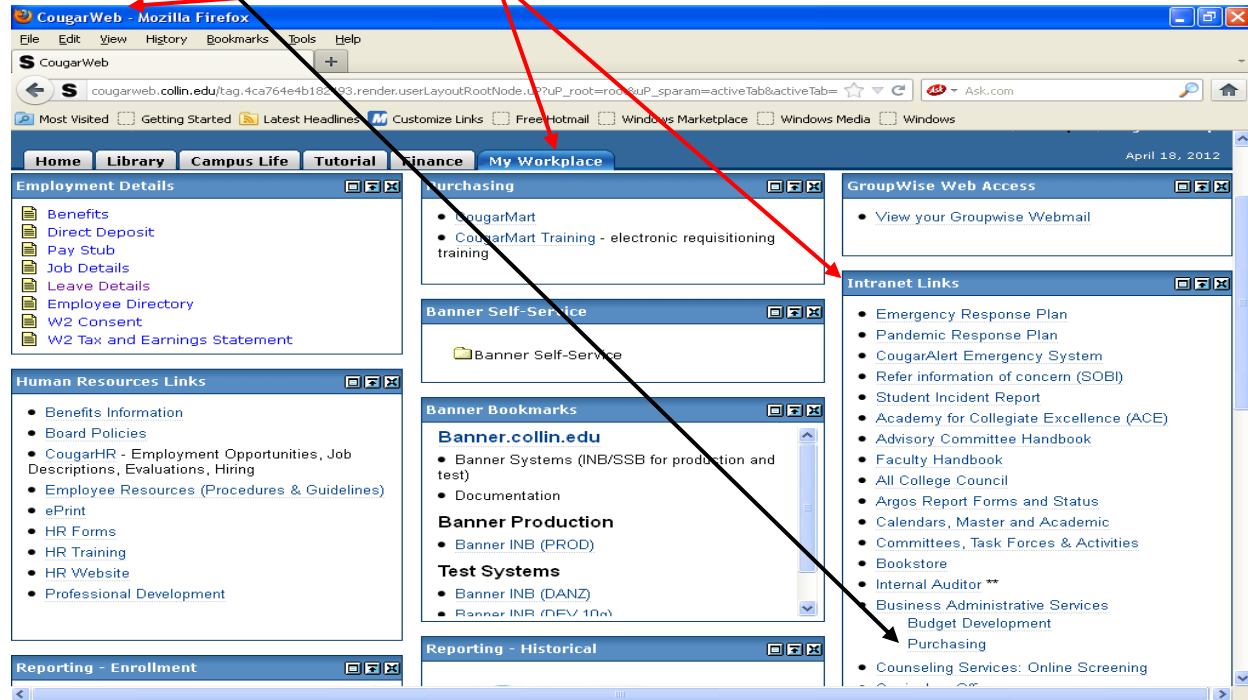 CougarWeb - Mozilla Firefox
File Edit View History Bookmarks Tools Help
S CougarWeb +
S cougarweb.collin.edu/tag.4ca764e4b182493.render.userLayoutRootNode.uP?uP_root=root&uP_sparam=activeTab&activeTab= Ask.com
Most Visited Getting Started Latest Headlines Customize Links Free Hotmail Windows Marketplace Windows Media Windows
Home Library Campus Life Tutorial Finance My Workplace April 18, 2012
Employment Details
Benefits
Direct Deposit
Pay Stub
Job Details
Leave Details
Employee Directory
W2 Consent
W2 Tax and Earnings Statement
Human Resources Links
• Benefits Information
• Board Policies
• CougarHR - Employment Opportunities, Job
Descriptions, Evaluations, Hiring
• Employee Resources (Procedures & Guidelines)
• ePrint
• HR Forms
• HR Training
• HR Website
• Professional Development
Reporting - Enrollment
Purchasing
• CougarMart
• CougarMart Training - electronic requisitioning
training
Banner Self-Service
Banner Self-Service
Banner Bookmarks
Banner.collin.edu
• Banner Systems (INB/SSB for production and
test)
• Documentation
Banner Production
• Banner INB (PROD)
Test Systems
• Banner INB (DANZ)
• Banner INB (DEV 10g)
Reporting - Historical
GroupWise Web Access
• View your Groupwise Webmail
Intranet Links
• Emergency Response Plan
• Pandemic Response Plan
• CougarAlert Emergency System
• Refer information of concern (SOBI)
• Student Incident Report
• Academy for Collegiate Excellence (ACE)
• Advisory Committee Handbook
• Faculty Handbook
• All College Council
• Argos Report Forms and Status
• Calendars, Master and Academic
• Committees, Task Forces & Activities
• Bookstore
• Internal Auditor **
• Business Administrative Services
Budget Development
Purchasing
• Counseling Services: Online Screening